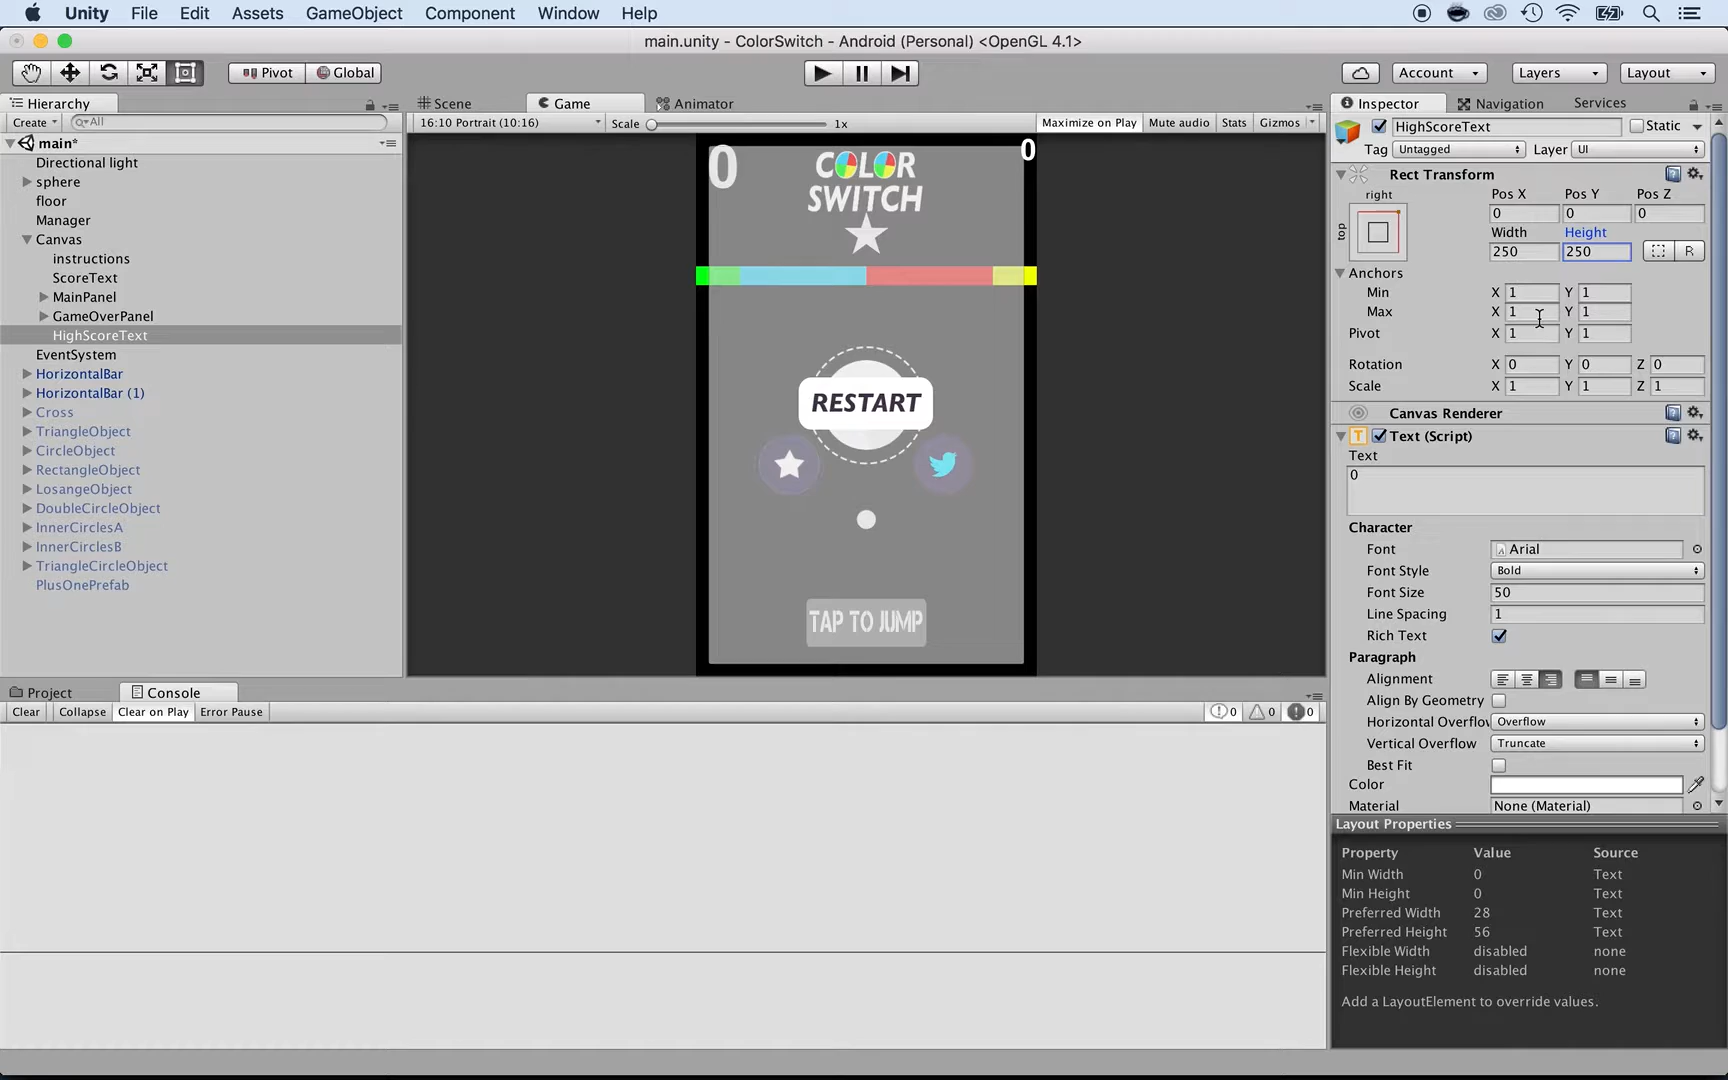 Unity File Edit Assets GameObject Component Window Help
main.unity - ColorSwitch - Android (Personal) <OpenGL 4.1>
Pivot Global Account Layers Layout
Hierarchy
Create All
main*
Directional light
sphere
floor
Manager
Canvas
instructions
ScoreText
MainPanel
GameOverPanel
HighScoreText
EventSystem
HorizontalBar
HorizontalBar (1)
Cross
TriangleObject
CircleObject
RectangleObject
LosangeObject
DoubleCircleObject
InnerCirclesA
InnerCirclesB
TriangleCircleObject
PlusOnePrefab
Scene Game Animator
16:10 Portrait (10:16) Scale 1x Maximize on Play Mute audio Stats Gizmos
0 0
COLOR
SWITCH
RESTART
TAP TO JUMP
Project Console
Clear Collapse Clear on Play Error Pause 0 0 0
Inspector Navigation Services
HighScoreText Static
Tag Untagged Layer UI
Rect Transform
right Pos X Pos Y Pos Z
top 0 0 0
Width Height
250 250 R
Anchors
Min X 1 Y 1
Max X 1 Y 1
Pivot X 1 Y 1
Rotation X 0 Y 0 Z 0
Scale X 1 Y 1 Z 1
Canvas Renderer
T Text (Script)
Text
0
Character
Font Arial
Font Style Bold
Font Size 50
Line Spacing 1
Rich Text
Paragraph
Alignment
Align By Geometry
Horizontal Overflov Overflow
Vertical Overflow Truncate
Best Fit
Color
Material None (Material)
Layout Properties
Property Value Source
Min Width 0 Text
Min Height 0 Text
Preferred Width 28 Text
Preferred Height 56 Text
Flexible Width disabled none
Flexible Height disabled none
Add a LayoutElement to override values.